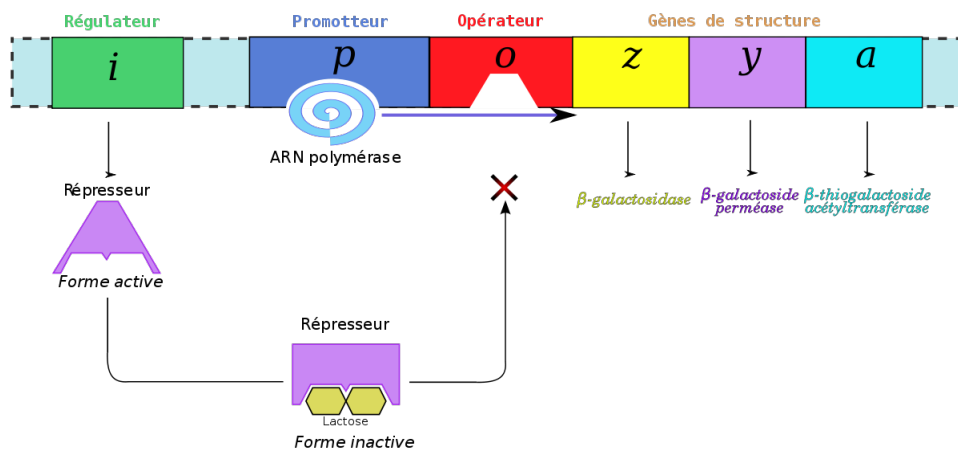 Régulateur
Promotteur
Opérateur
Gènes de structure
i
p
o
z
y
a
ARN polymérase
Répresseur
Forme active
β-galactosidase
β-galactoside
perméase
β-thiogalactoside
acétyltransférase
Répresseur
Lactose
Forme inactive